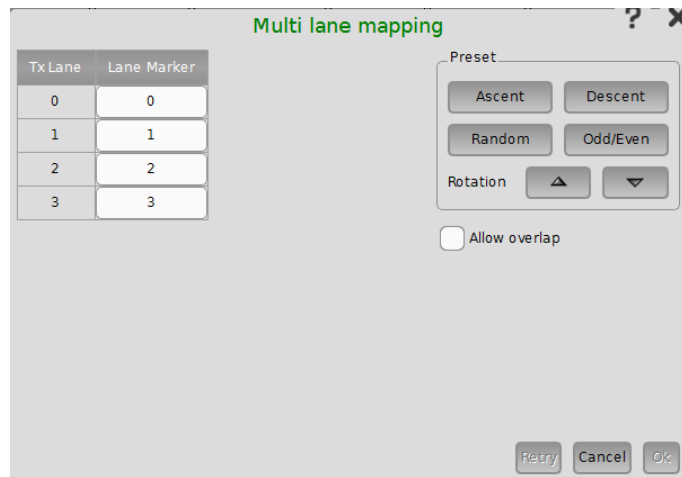 Multi lane mapping ?
Tx Lane Lane Marker
0 0
1 1
2 2
3 3
Preset
Ascent Descent
Random Odd/Even
Rotation
Allow overlap
Retry Cancel Ok